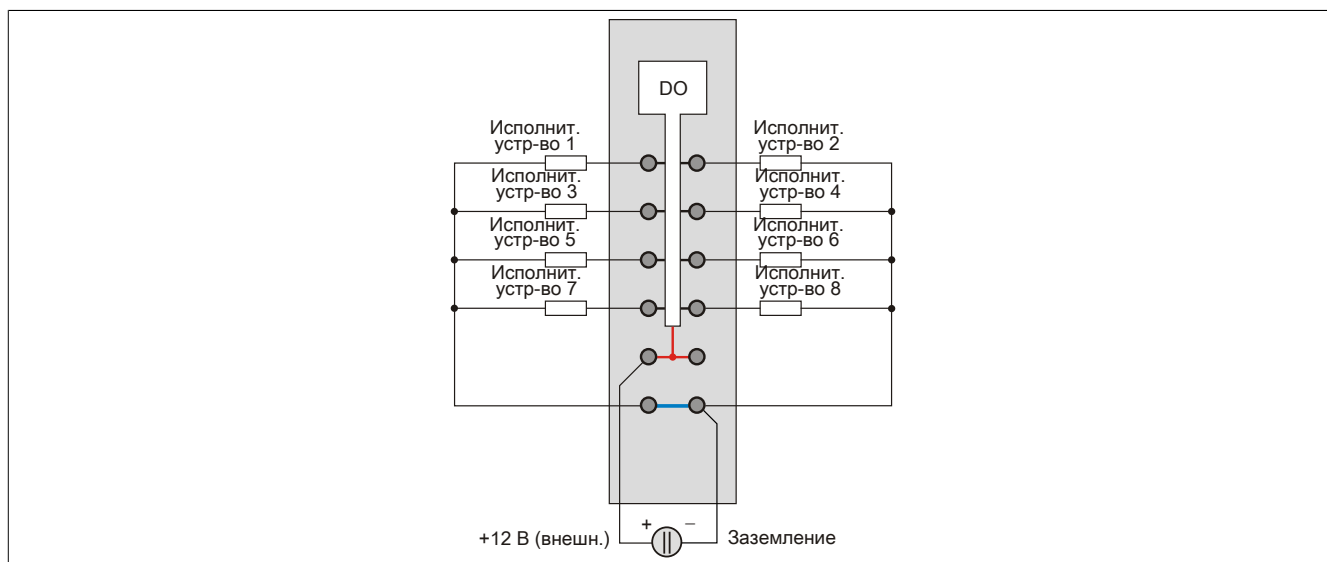 DO
Исполнит.
устр-во 1
Исполнит.
устр-во 2
Исполнит.
устр-во 3
Исполнит.
устр-во 4
Исполнит.
устр-во 5
Исполнит.
устр-во 6
Исполнит.
устр-во 7
Исполнит.
устр-во 8
+12 В (внешн.)
+
−
Заземление